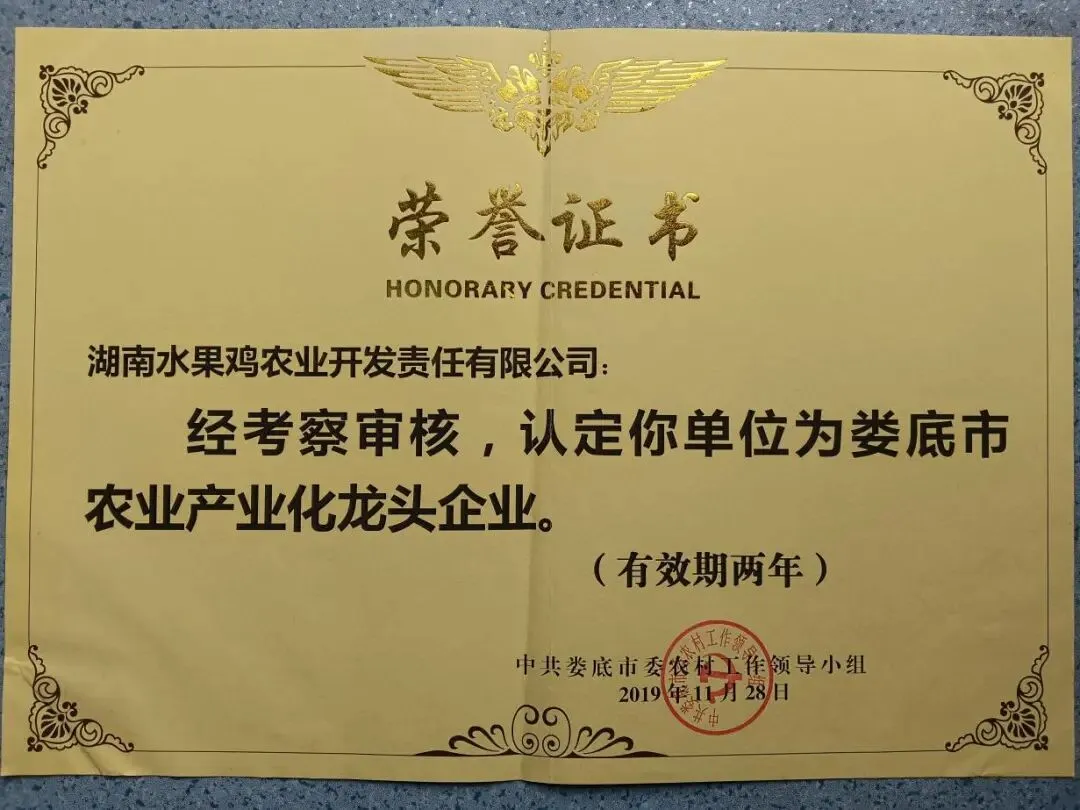 荣誉证书
HONORARY CREDENTIAL
湖南水果鸡农业开发责任有限公司：
经考察审核，认定你单位为娄底市
农业产业化龙头企业。
（有效期两年）
中共娄底市委农村工作领导小组
2019年11月28日